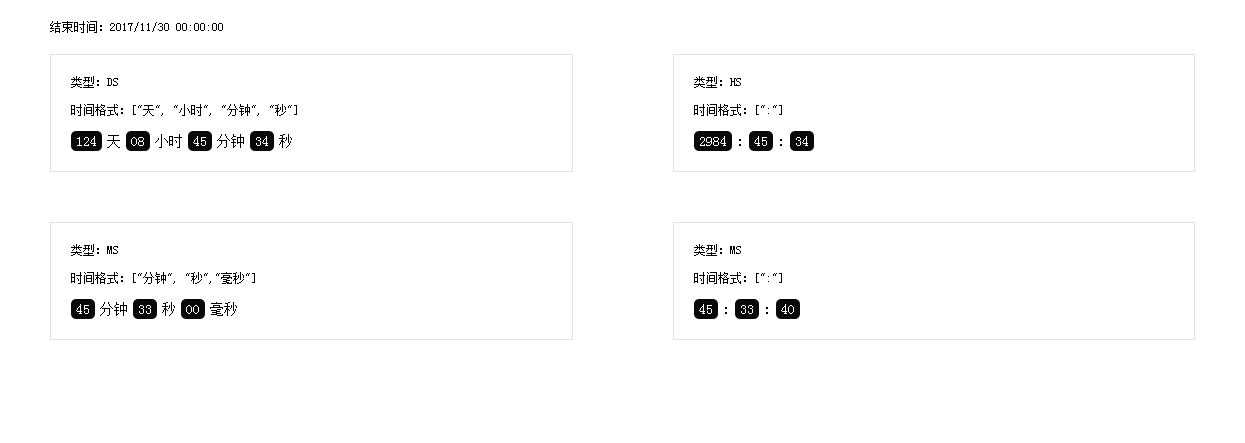 结束时间：2017/11/30 00:00:00
类型：DS
时间格式：["天", "小时", "分钟", "秒"]
124 天 08 小时 45 分钟 34 秒
类型：HS
时间格式：[":"]
2984 : 45 : 34
类型：MS
时间格式：["分钟", "秒","毫秒"]
45 分钟 33 秒 00 毫秒
类型：MS
时间格式：[":"]
45 : 33 : 40